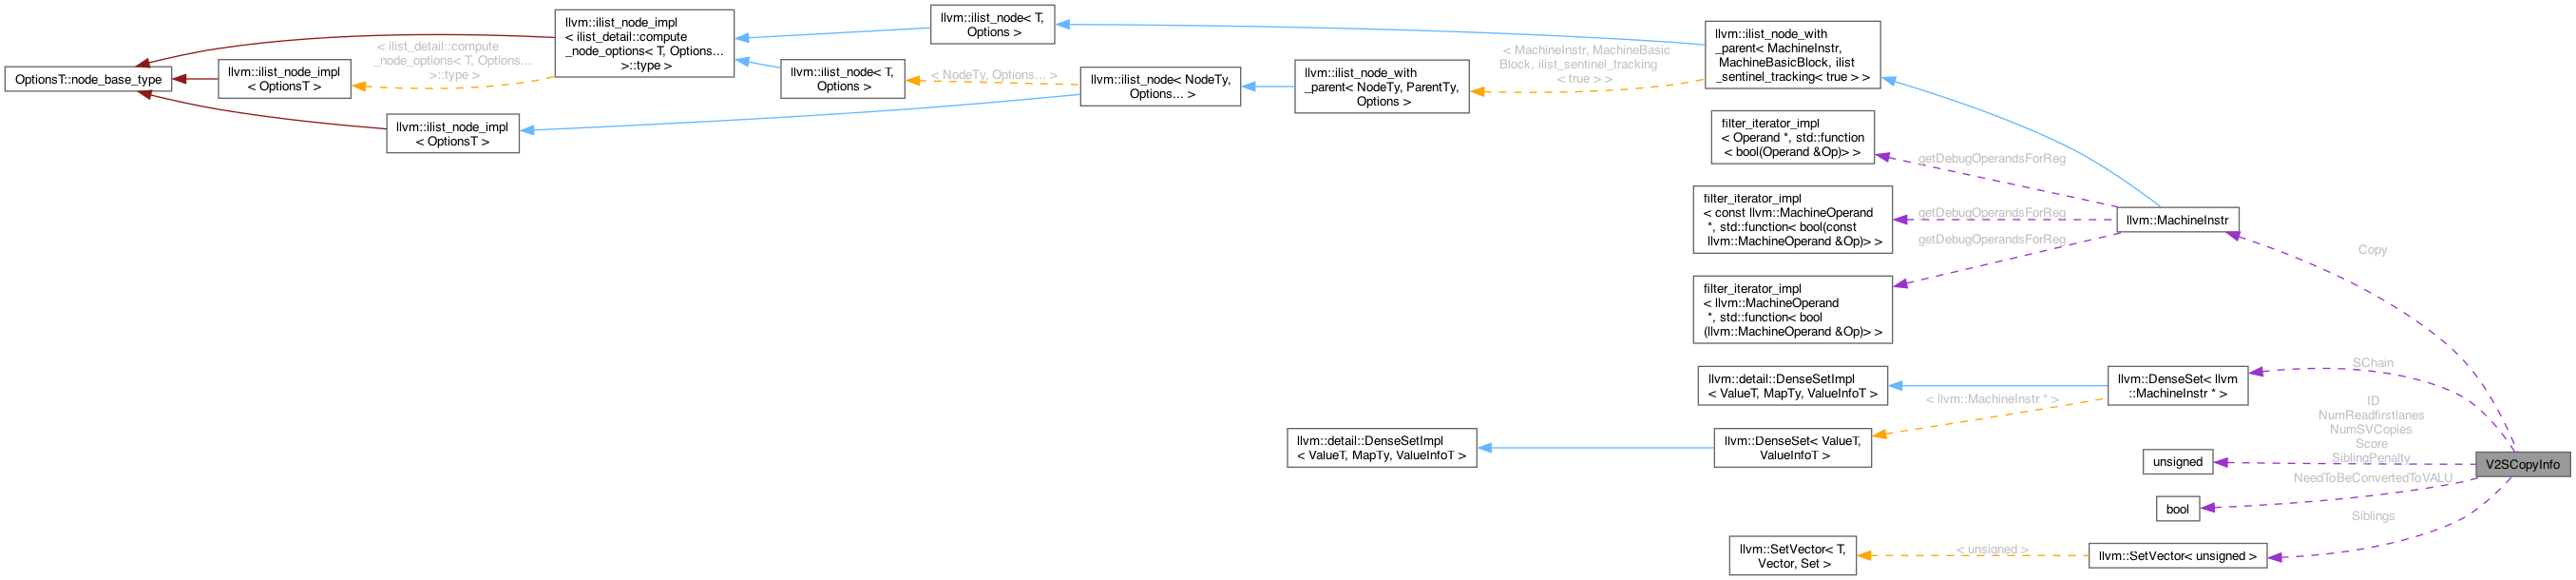 OptionsT::node_base_type
llvm::ilist_node_impl
< OptionsT >
< ilist_detail::compute
_node_options< T, Options...
>::type >
llvm::ilist_node_impl
< OptionsT >
llvm::ilist_node_impl
< ilist_detail::compute
_node_options< T, Options...
>::type >
llvm::ilist_node< T,
Options >
llvm::ilist_node< T,
Options >
< NodeTy, Options... >
llvm::ilist_node< NodeTy,
Options... >
llvm::ilist_node_with
_parent< NodeTy, ParentTy,
Options >
< MachineInstr, MachineBasic
Block, ilist_sentinel_tracking
< true > >
llvm::ilist_node_with
_parent< MachineInstr,
MachineBasicBlock, ilist
_sentinel_tracking< true > >
filter_iterator_impl
< Operand *, std::function
< bool(Operand &Op)> >
getDebugOperandsForReg
filter_iterator_impl
< const llvm::MachineOperand
*, std::function< bool(const
llvm::MachineOperand &Op)> >
getDebugOperandsForReg
filter_iterator_impl
< llvm::MachineOperand
*, std::function< bool
(llvm::MachineOperand &Op)> >
getDebugOperandsForReg
llvm::MachineInstr
Copy
llvm::detail::DenseSetImpl
< ValueT, MapTy, ValueInfoT >
llvm::DenseSet< llvm
::MachineInstr * >
SChain
< llvm::MachineInstr * >
llvm::detail::DenseSetImpl
< ValueT, MapTy, ValueInfoT >
llvm::DenseSet< ValueT,
ValueInfoT >
ID
NumReadfirstlanes
NumSVCopies
Score
SiblingPenalty
unsigned
V2SCopyInfo
NeedToBeConvertedToVALU
bool
Siblings
llvm::SetVector< T,
Vector, Set >
< unsigned >
llvm::SetVector< unsigned >